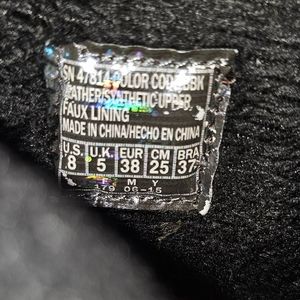 SN 47814 COLOR CODE BBK
LEATHER/SYNTHETIC-UPPER
FAUX LINING
MADE IN CHINA/HECHO EN CHINA
U.S. U.K. EUR CM BRA
8 5 38 25 37
F M Y
79 06-15